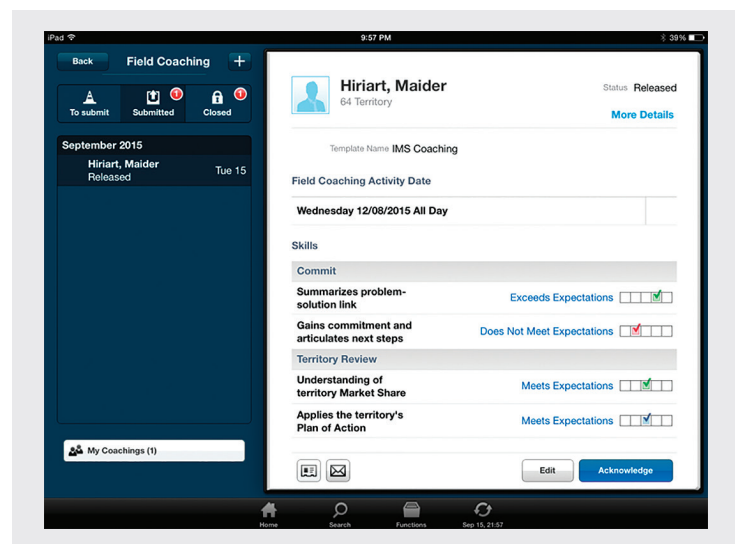 iPad
9:57 PM
39%
Back
Field Coaching
+
To submit
1
Submitted
1
Closed
September 2015
Hiriart, Maider
Released
Tue 15
My Coachings (1)
Hiriart, Maider
64 Territory
Status Released
More Details
Template Name IMS Coaching
Field Coaching Activity Date
Wednesday 12/08/2015 All Day
Skills
Commit
Summarizes problem-
solution link
Exceeds Expectations
Gains commitment and
articulates next steps
Does Not Meet Expectations
Territory Review
Understanding of
territory Market Share
Meets Expectations
Applies the territory's
Plan of Action
Meets Expectations
Edit
Acknowledge
Home
Search
Functions
Sep 15, 21:57